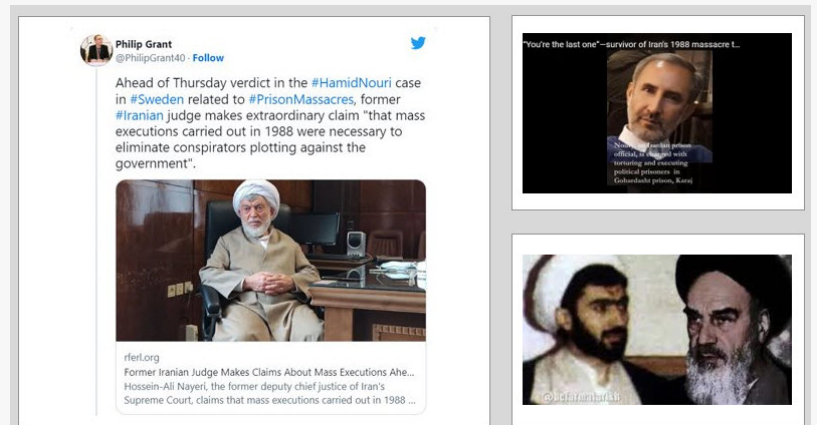 Philip Grant
@PhilipGrant40 · Follow
Ahead of Thursday verdict in the #HamidNouri case
in #Sweden related to #PrisonMassacres, former
#Iranian judge makes extraordinary claim "that mass
executions carried out in 1988 were necessary to
eliminate conspirators plotting against the
government".
rferl.org
Former Iranian Judge Makes Claims About Mass Executions Ahe...
Hossein-Ali Nayeri, the former deputy chief justice of Iran's
Supreme Court, claims that mass executions carried out in 1988 ...
"You're the last one"—survivor of Iran's 1988 massacre t...
official, is charged with
torturing and executing
political prisoners in
Gohardasht prison, Karaj